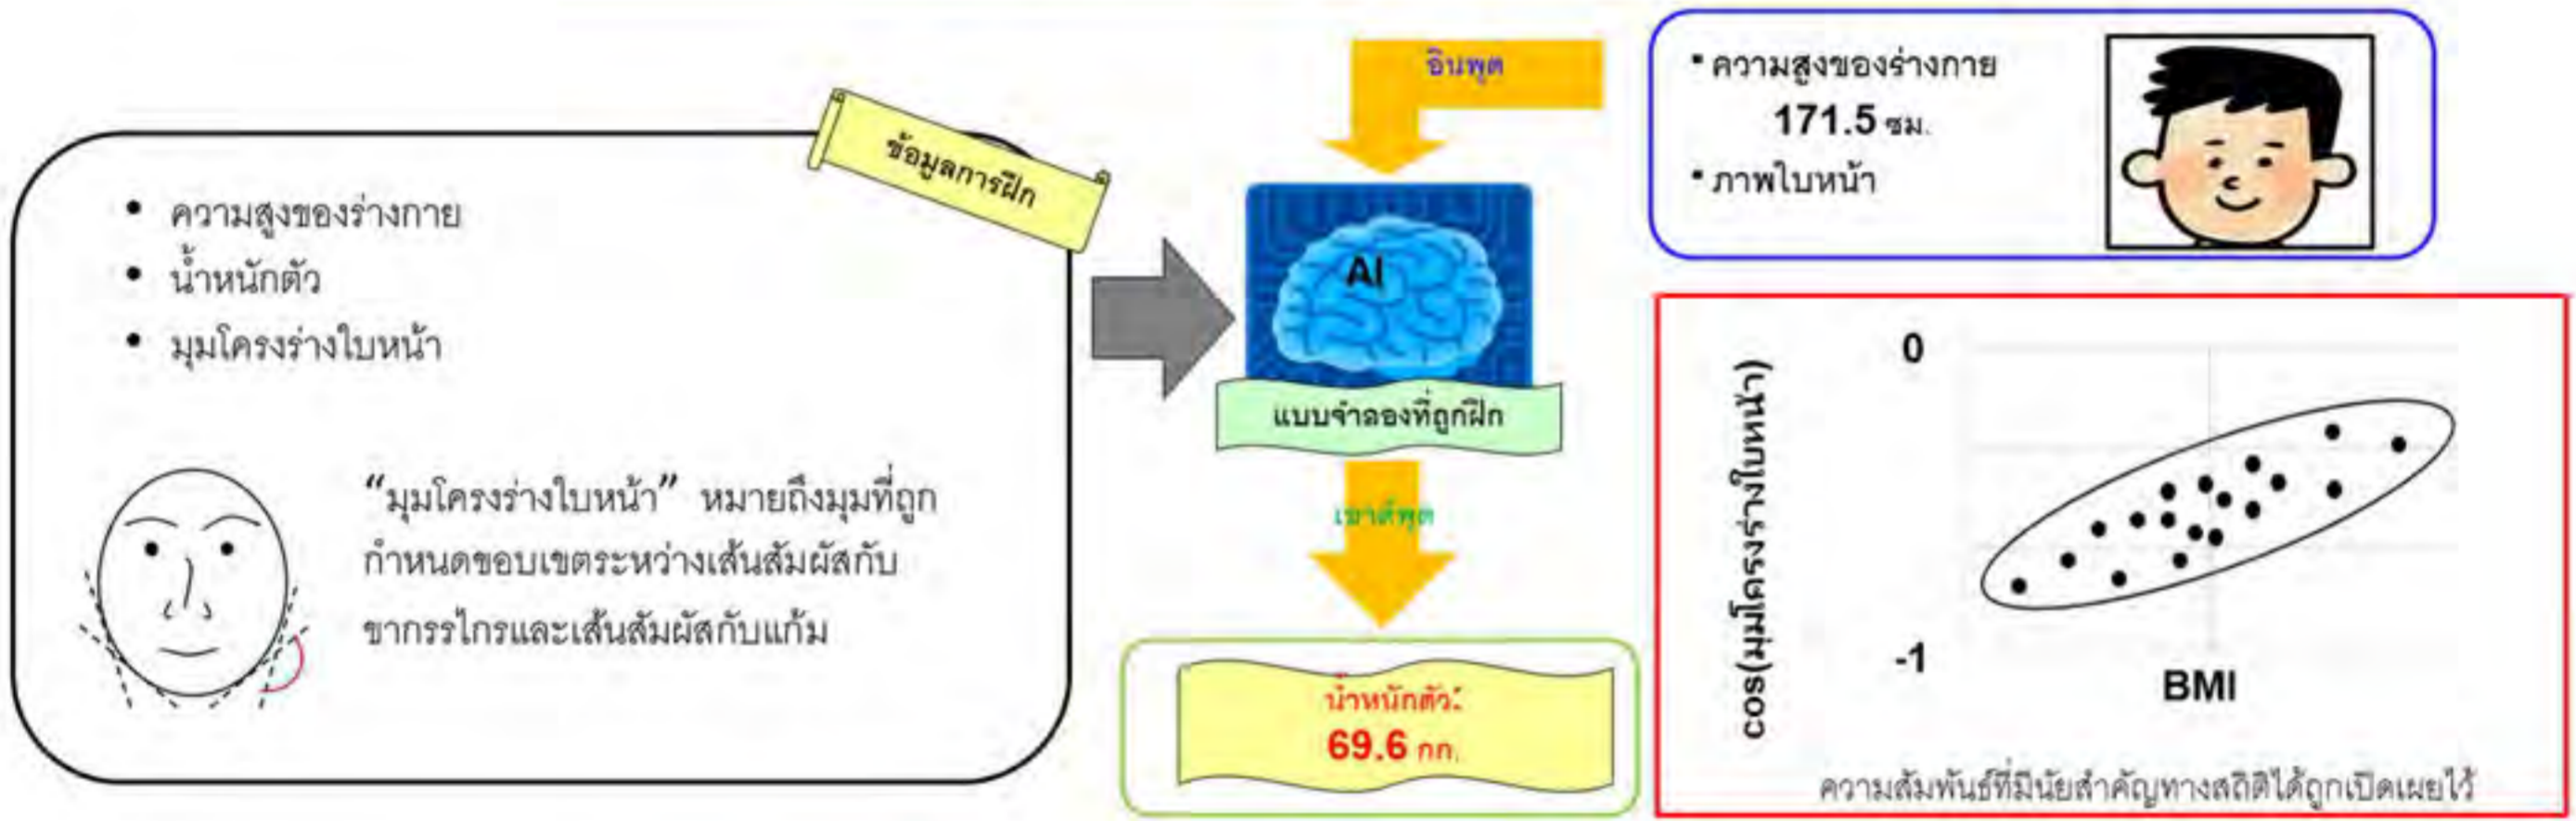 ข้อมูลการฝึก
• ความสูงของร่างกาย
• น้ำหนักตัว
• มุมโครงร่างใบหน้า
“มุมโครงร่างใบหน้า” หมายถึงมุมที่ถูก
กำหนดขอบเขตระหว่างเส้นสัมผัสกับ
ขากรรไกรและเส้นสัมผัสกับแก้ม
อินพุต
AI
แบบจำลองที่ถูกฝึก
เอาต์พุต
น้ำหนักตัว:
69.6 กก.
▪ ความสูงของร่างกาย
171.5 ซม.
▪ ภาพใบหน้า
0
cos(มุมโครงร่างใบหน้า)
-1
BMI
ความสัมพันธ์ที่มีนัยสำคัญทางสถิติได้ถูกเปิดเผยไว้